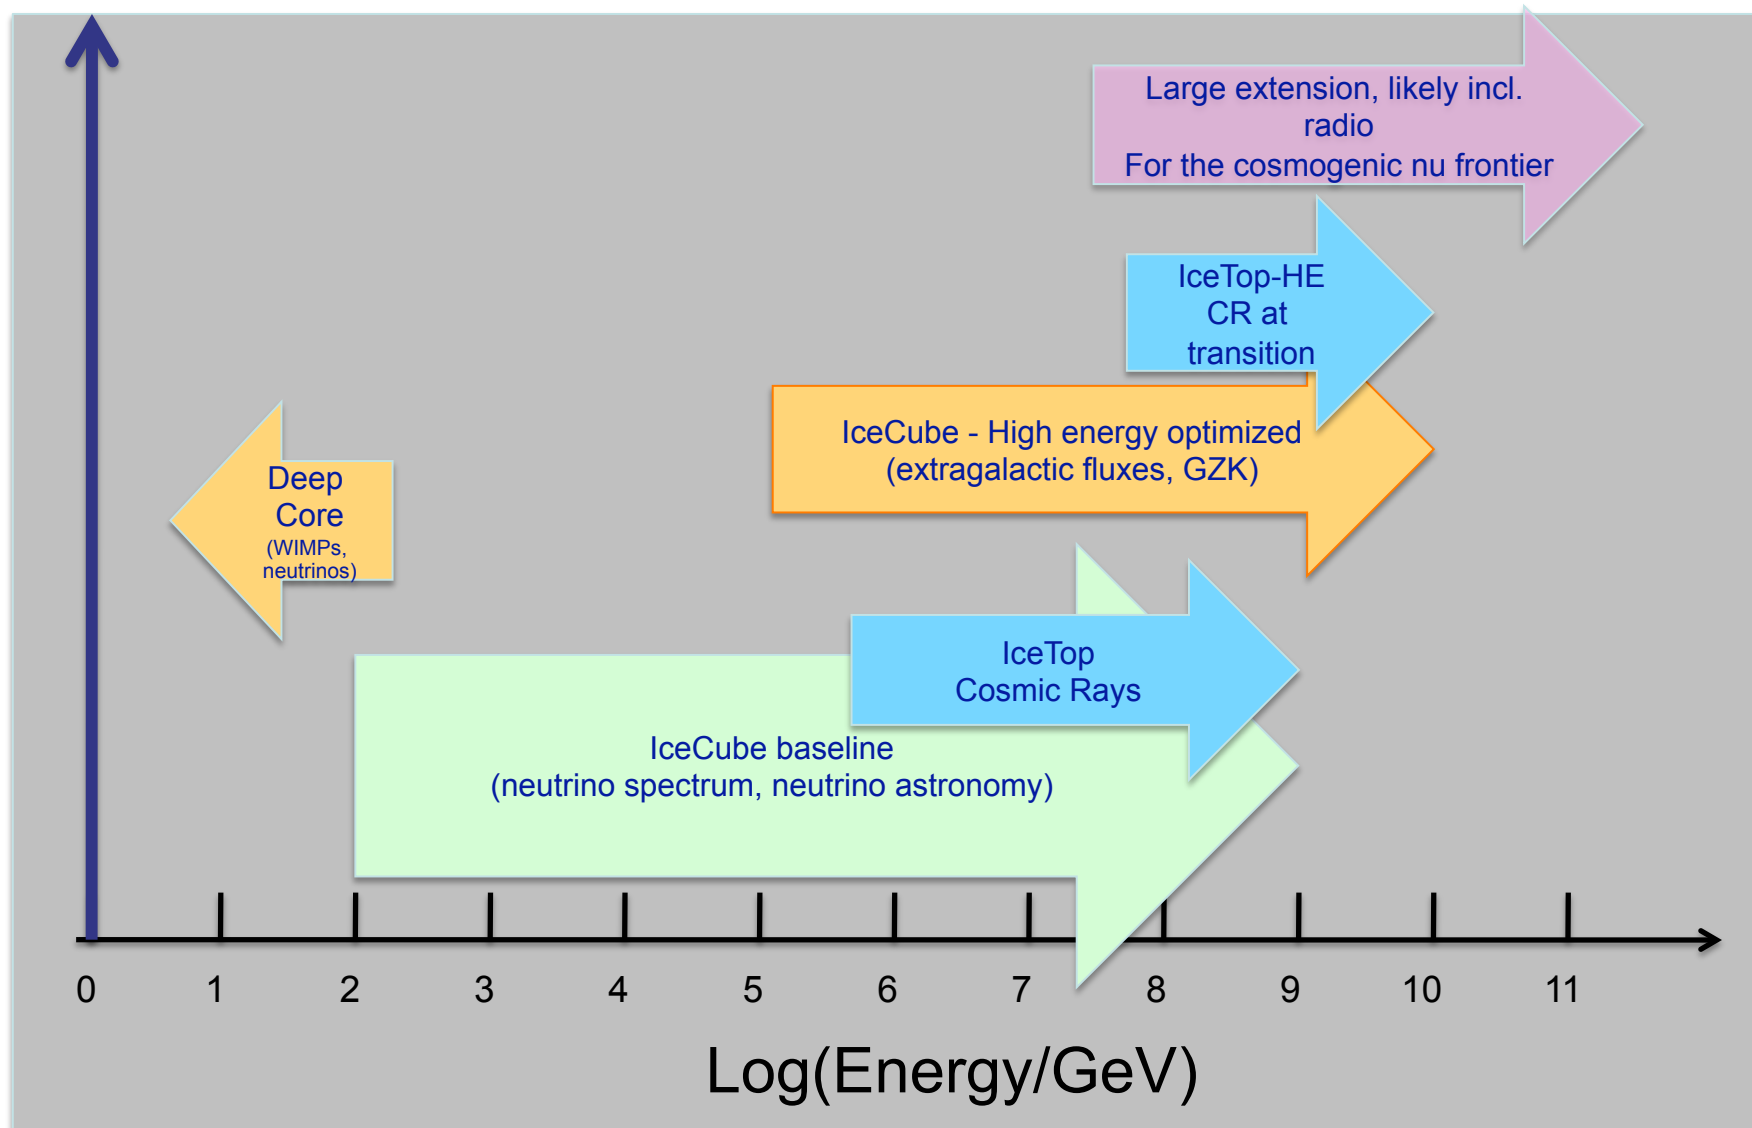 Large extension, likely incl.
radio
For the cosmogenic nu frontier
IceTop-HE
CR at
transition
IceCube - High energy optimized
(extragalactic fluxes, GZK)
Deep
Core
(WIMPs,
neutrinos)
IceTop
Cosmic Rays
IceCube baseline
(neutrino spectrum, neutrino astronomy)
0 1 2 3 4 5 6 7 8 9 10 11
Log(Energy/GeV)